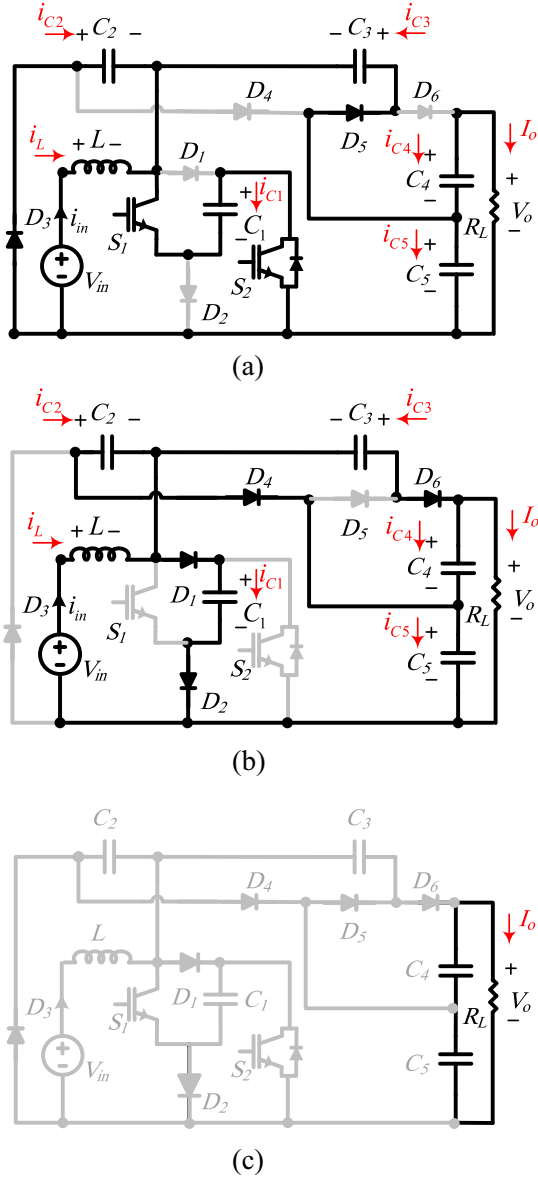 iC2 + C2 − − C3 + iC3
D4 D5 D6
iL + L − D1 iC4 + Io
+ iC1 C4 +
D3 iin S1 − C1 − RL Vo
S2 iC5 + −
Vin C5
D2 −
(a)
iC2 + C2 − − C3 + iC3
D4 D6
D5
iL + L − iC4 + Io
D1 + iC1 C4 +
D3 iin S1 − C1 − RL Vo
S2 iC5 + −
Vin D2 C5
−
(b)
C2 C3
D4 D5 D6
L Io
D1 C1 C4 +
D3 S1 RL Vo
S2 −
Vin C5
D2
(c)